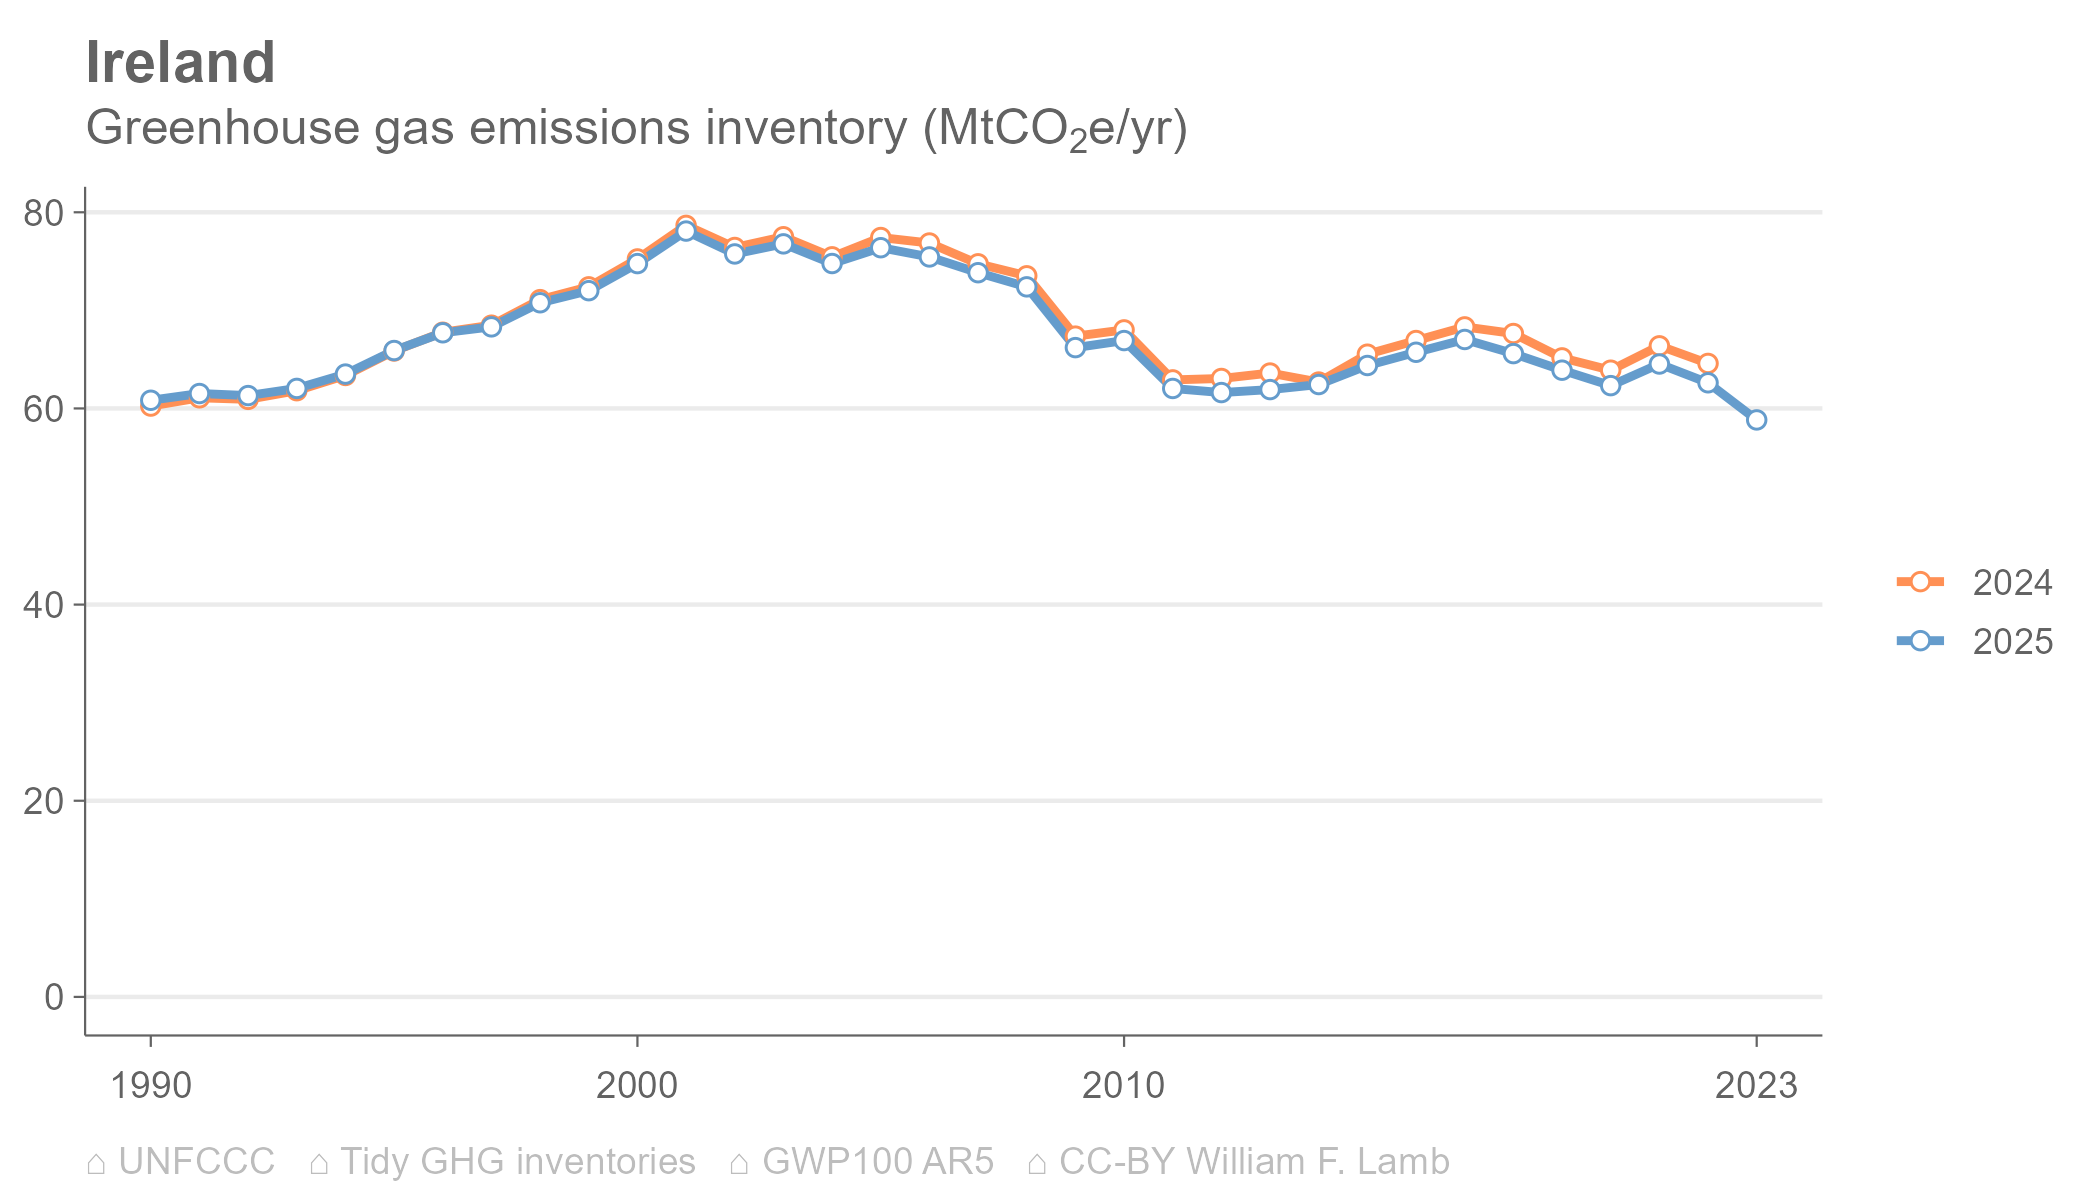 Ireland
Greenhouse gas emissions inventory (MtCO₂e/yr)
80
60
40
20
0
1990 2000 2010 2023
2024
2025
⌂ UNFCCC ⌂ Tidy GHG inventories ⌂ GWP100 AR5 ⌂ CC-BY William F. Lamb